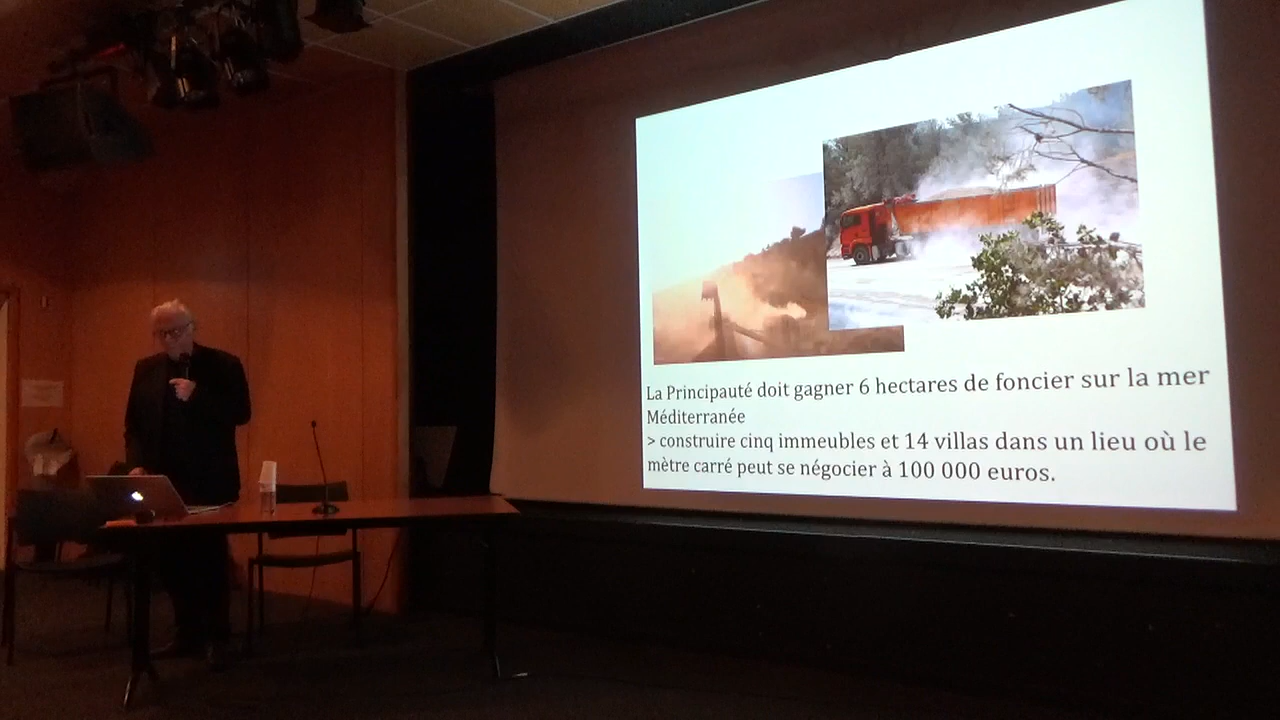 La Principauté doit gagner 6 hectares de foncier sur la mer
Méditerranée
> construire cinq immeubles et 14 villas dans un lieu où le
mètre carré peut se négocier à 100 000 euros.